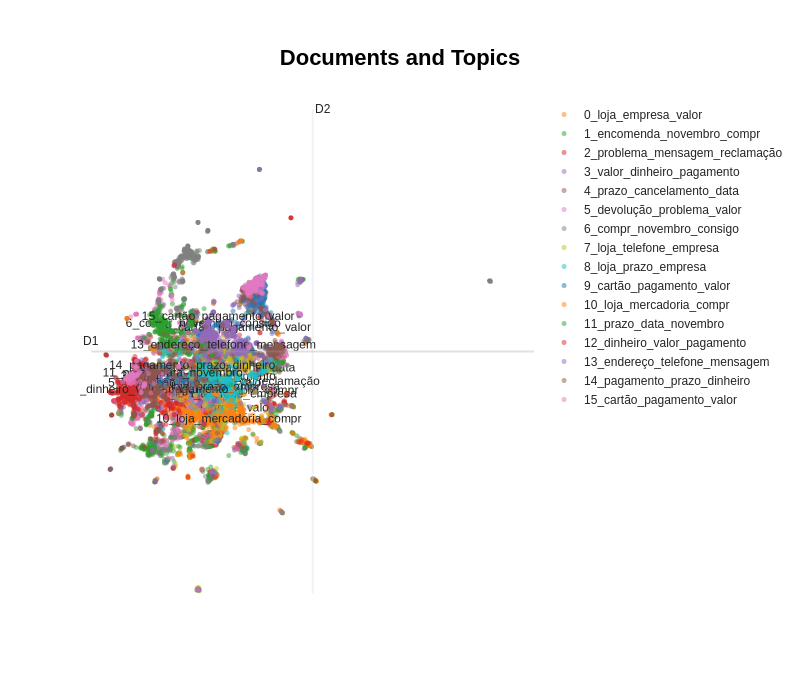 Documents and Topics
D2
0_loja_empresa_valor
1_encomenda_novembro_compr
2_problema_mensagem_reclamação
3_valor_dinheiro_pagamento
4_prazo_cancelamento_data
5_devolução_problema_valor
6_compr_novembro_consigo
7_loja_telefone_empresa
8_loja_prazo_empresa
9_cartão_pagamento_valor
10_loja_mercadoria_compr
11_prazo_data_novembro
12_dinheiro_valor_pagamento
13_endereço_telefone_mensagem
14_pagamento_prazo_dinheiro
15_cartão_pagamento_valor
15_cartão_pagamento_valor
D1
13_endereço_telefone_mensagem
14_pagamento_prazo_dinheiro
10_loja_mercadoria_compr